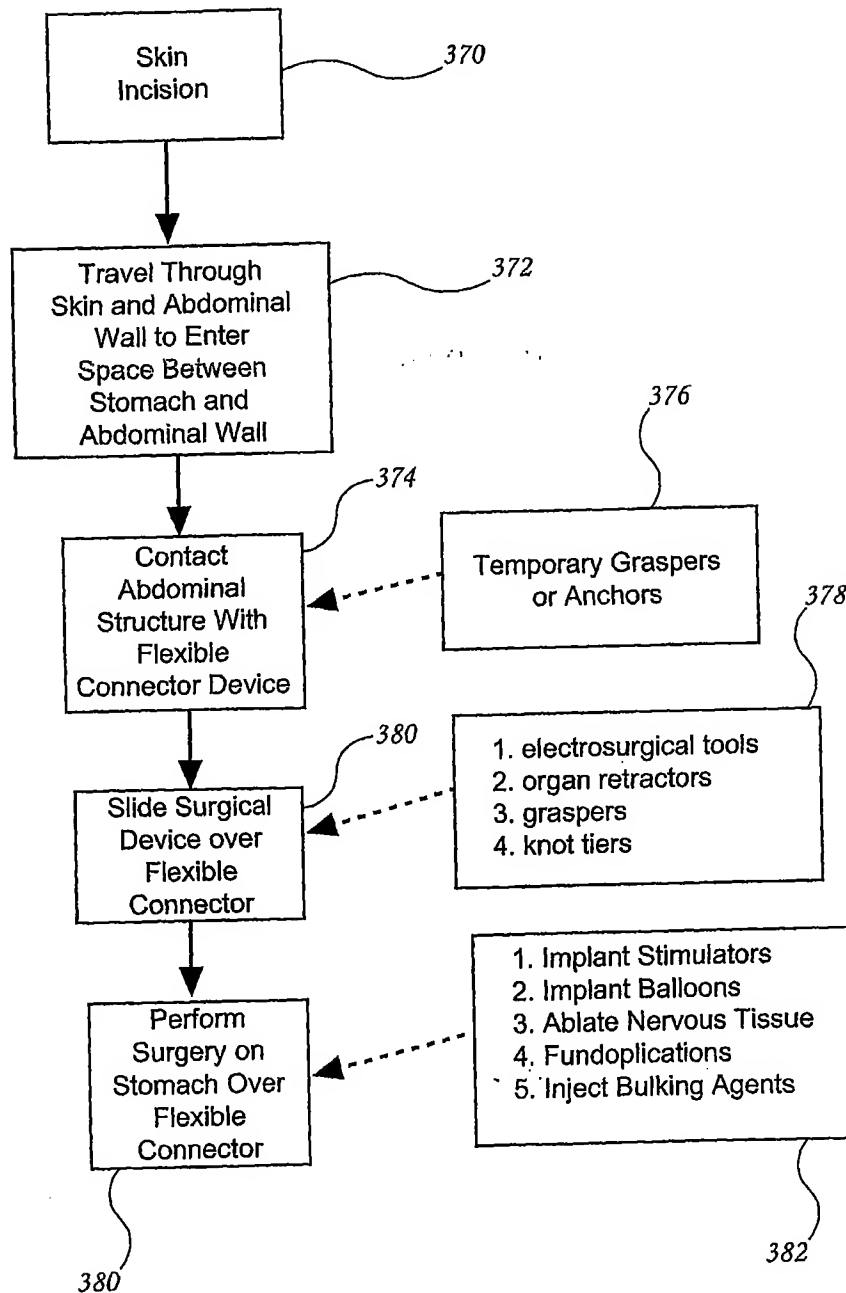 Skin
Incision
370
Travel Through
Skin and Abdominal
Wall to Enter
Space Between
Stomach and
Abdominal Wall
372
Contact
Abdominal
Structure With
Flexible
Connector Device
374
Temporary Graspers
or Anchors
376
Slide Surgical
Device over
Flexible
Connector
380
1. electrosurgical tools
2. organ retractors
3. graspers
4. knot tiers
378
Perform
Surgery on
Stomach Over
Flexible
Connector
380
1. Implant Stimulators
2. Implant Balloons
3. Ablate Nervous Tissue
4. Fundoplications
5. Inject Bulking Agents
382